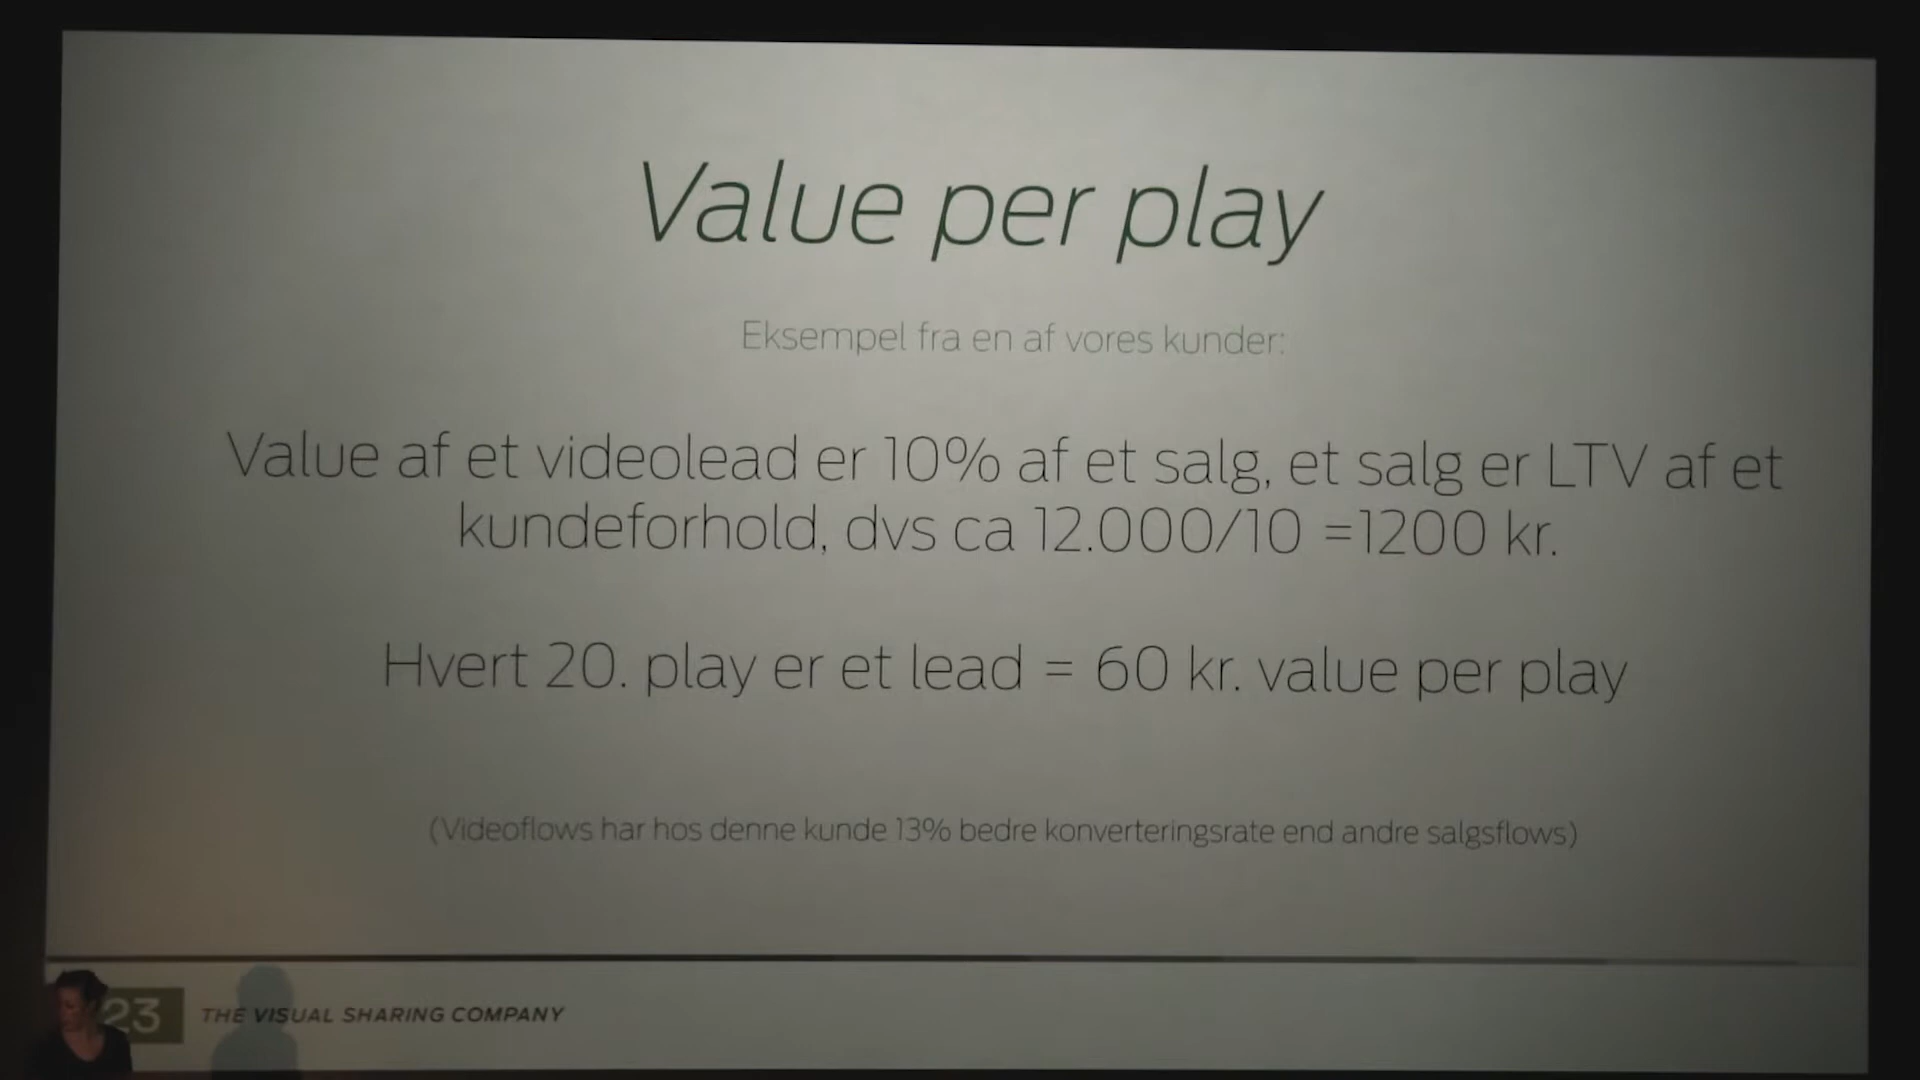 Value per play
Eksempel fra en af vores kunder:
Value af et videolead er 10% af et salg, et salg er LTV af et
kundeforhold, dvs ca 12.000/10 =1200 kr.
Hvert 20. play er et lead = 60 kr. value per play
(Videoflows har hos denne kunde 13% bedre konverteringsrate end andre salgsflows)
23 THE VISUAL SHARING COMPANY